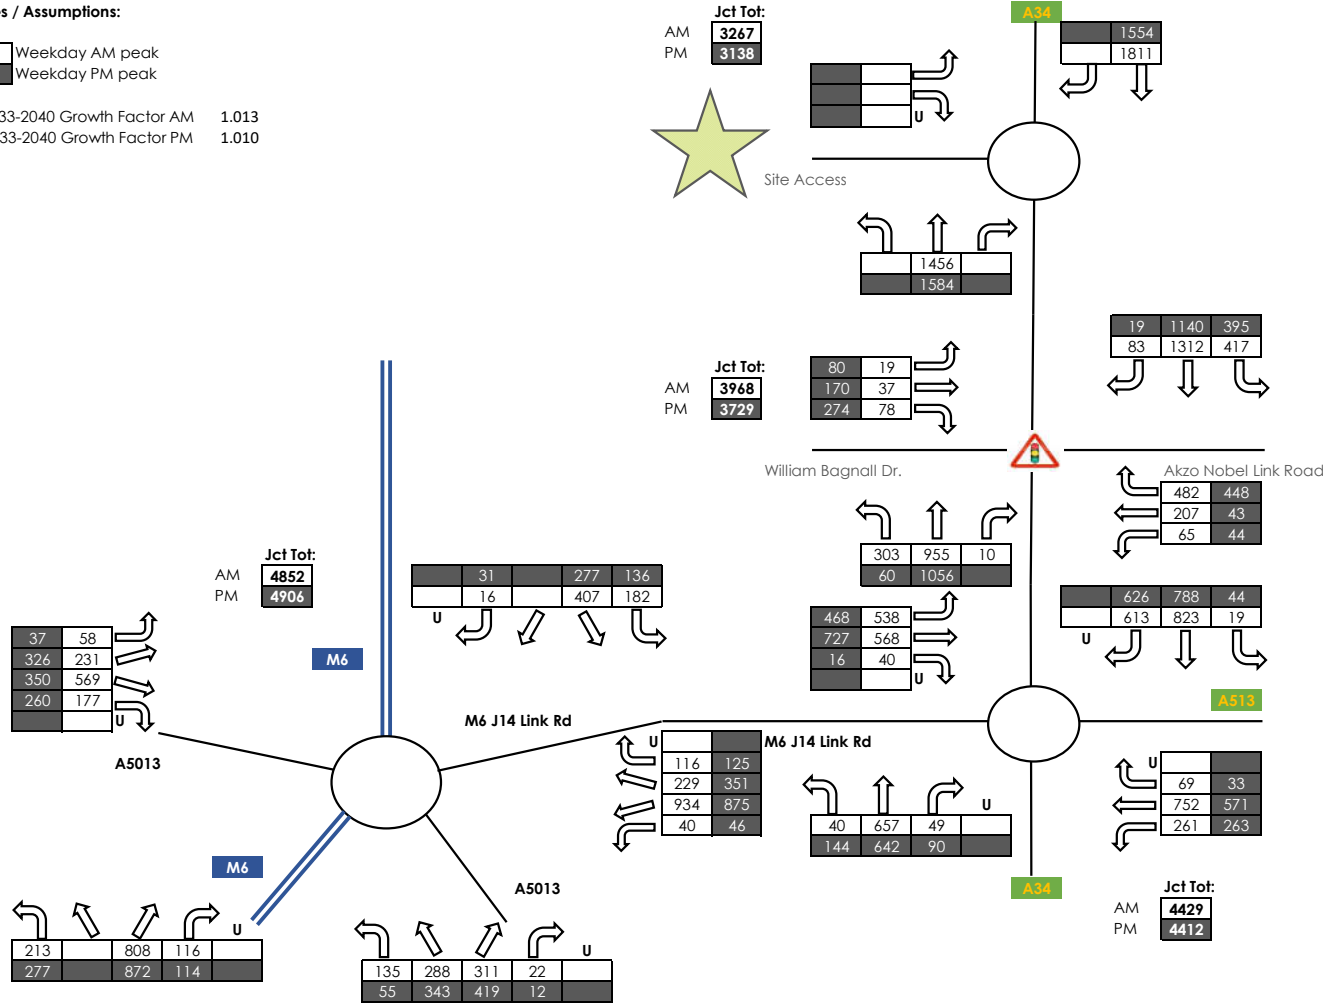 es / Assumptions:
Weekday AM peak
Weekday PM peak
33-2040 Growth Factor AM 1.013
33-2040 Growth Factor PM 1.010
Jct Tot:
AM 3267
PM 3138
A34
1554
1811
U
Site Access
1456
1584
19 1140 395
83 1312 417
Jct Tot:
AM 3968
PM 3729
80 19
170 37
274 78
William Bagnall Dr.
Akzo Nobel Link Road
482 448
207 43
65 44
303 955 10
60 1056
Jct Tot:
AM 4852
PM 4906
31 277 136
16 407 182
U
468 538
727 568
16 40
U
626 788 44
613 823 19
U
37 58
326 231
350 569
260 177
U
M6
A5013
M6 J14 Link Rd
A513
U
116 125
229 351
934 875
40 46
M6 J14 Link Rd
U
40 657 49
144 642 90
U
69 33
752 571
261 263
M6
A5013
A34
Jct Tot:
AM 4429
PM 4412
U
213 808 116
277 872 114
U
135 288 311 22
55 343 419 12